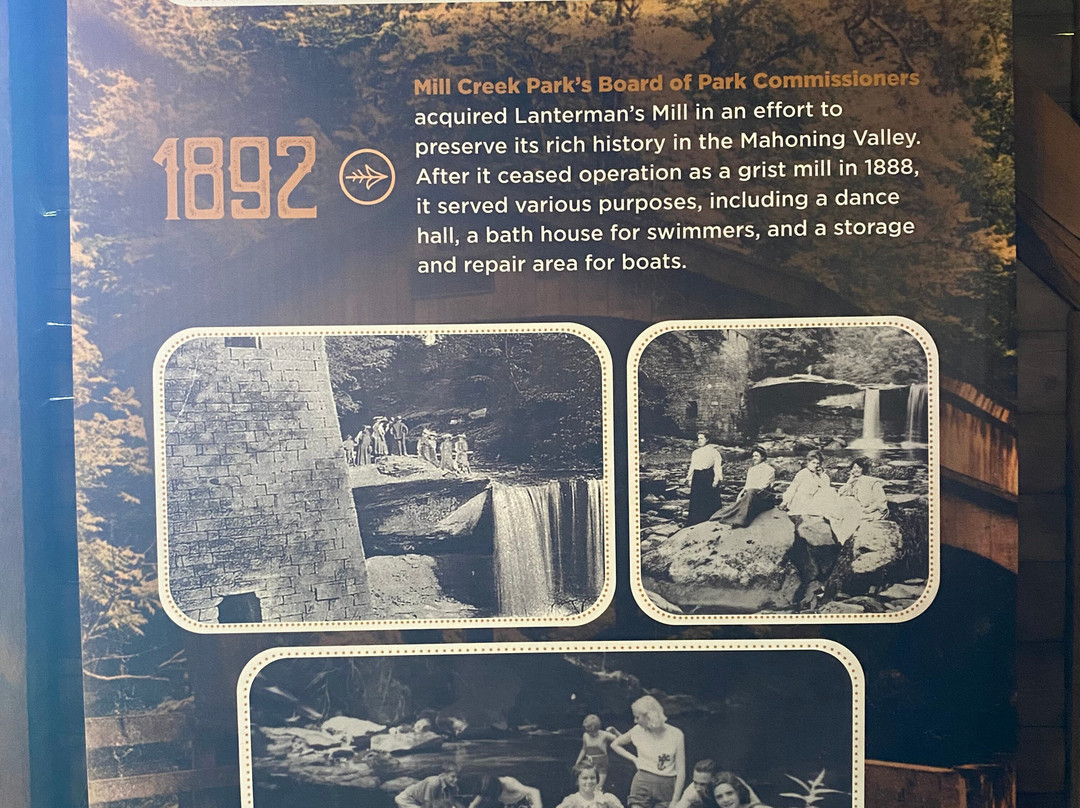 1892
Mill Creek Park's Board of Park Commissioners
acquired Lanterman's Mill in an effort to
preserve its rich history in the Mahoning Valley.
After it ceased operation as a grist mill in 1888,
it served various purposes, including a dance
hall, a bath house for swimmers, and a storage
and repair area for boats.